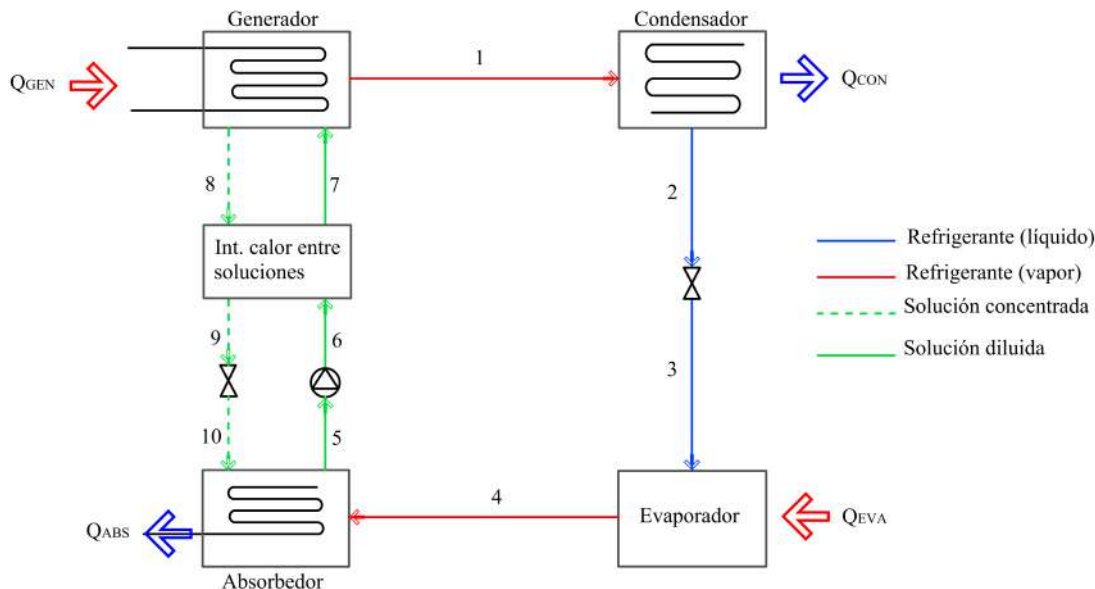 Generador
Condensador
QGEN
1
QCON
8
7
2
Int. calor entre
soluciones
Refrigerante (líquido)
Refrigerante (vapor)
Solución concentrada
Solución diluida
9
6
3
10
5
4
QABS
Evaporador
QEVA
Absorbedor